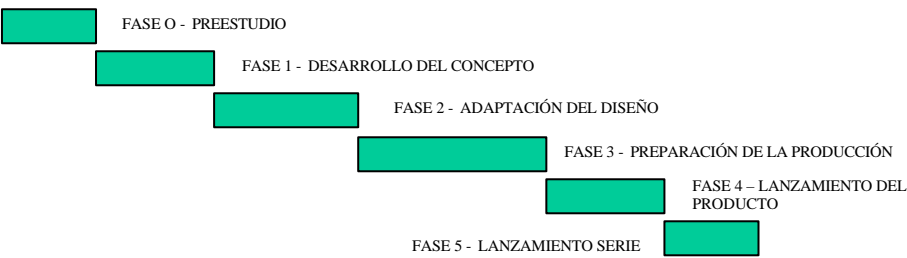 FASE O - PREESTUDIO
FASE 1 - DESARROLLO DEL CONCEPTO
FASE 2 - ADAPTACIÓN DEL DISEÑO
FASE 3 - PREPARACIÓN DE LA PRODUCCIÓN
FASE 4 – LANZAMIENTO DEL
PRODUCTO
FASE 5 - LANZAMIENTO SERIE